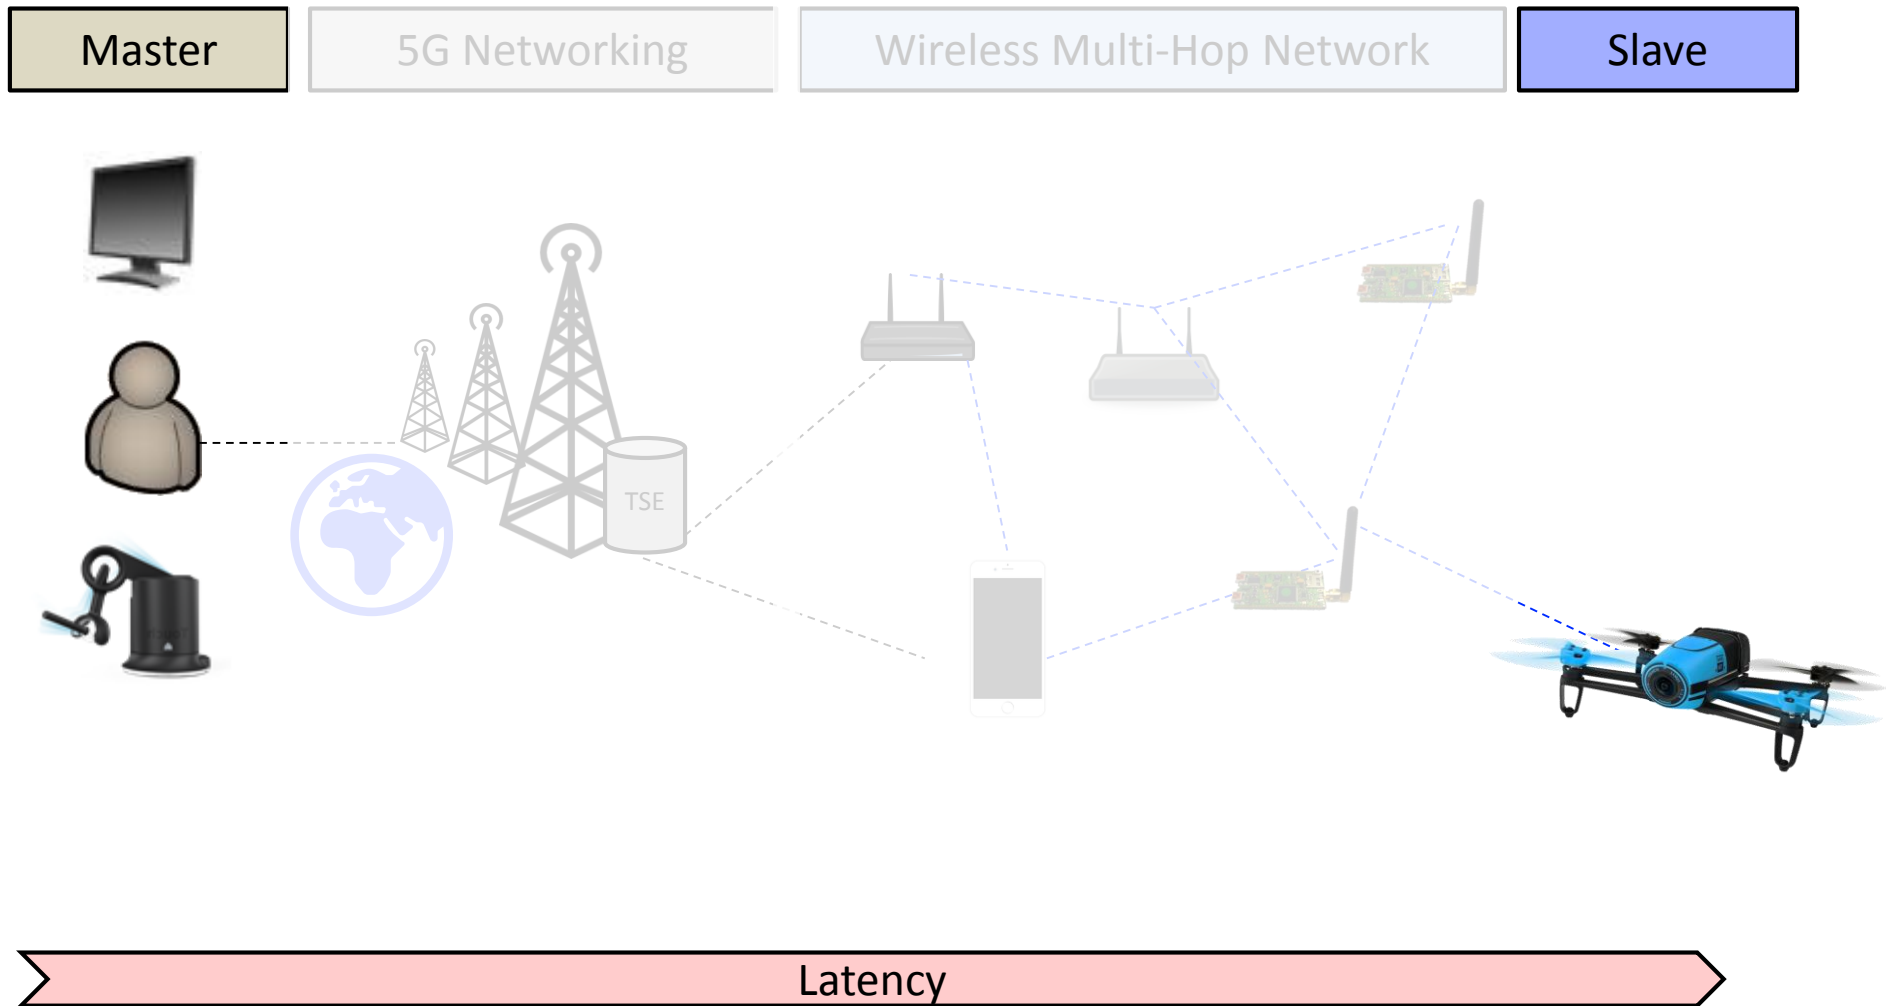 Master
5G Networking
Wireless Multi-Hop Network
Slave
TSE
Latency